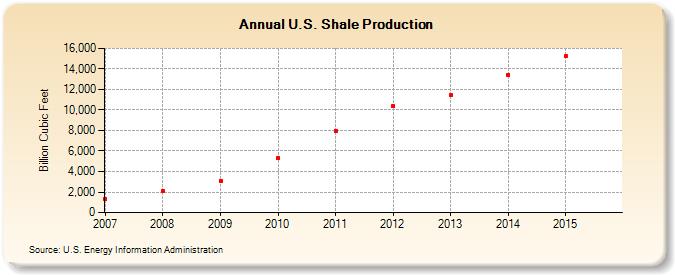 Annual U.S. Shale Production
Billion Cubic Feet
16,000
14,000
12,000
10,000
8,000
6,000
4,000
2,000
0
2007 2008 2009 2010 2011 2012 2013 2014 2015
Source: U.S. Energy Information Administration